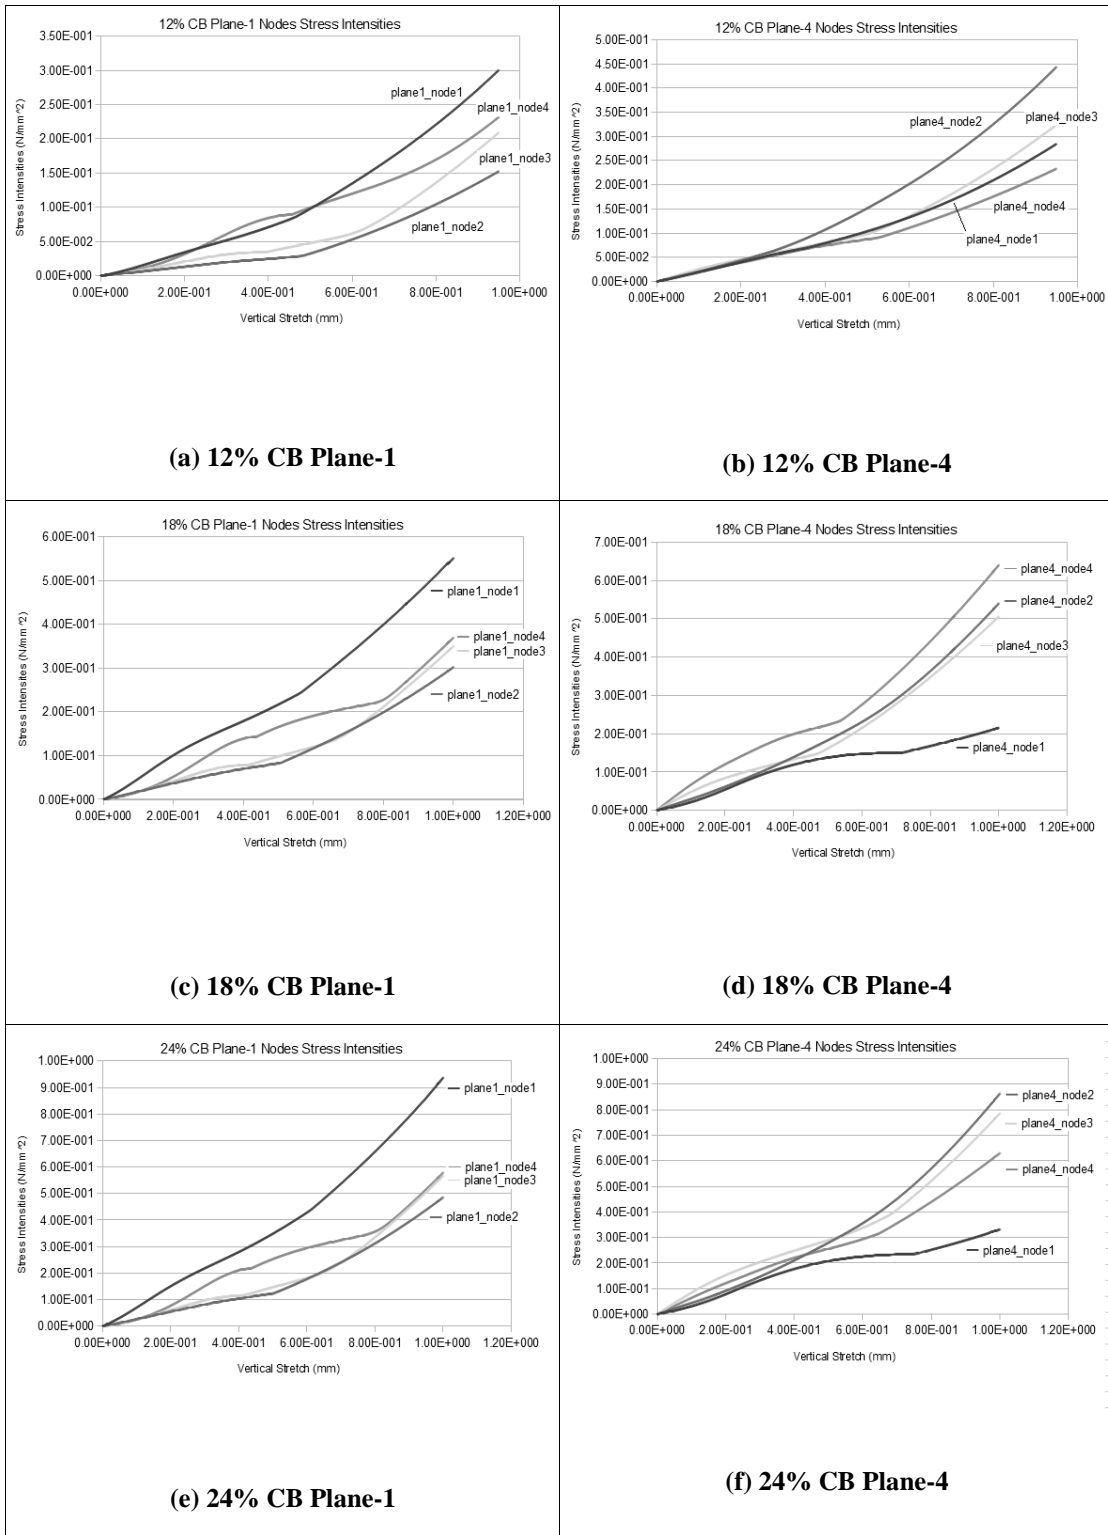 12% CB Plane-1 Nodes Stress Intensities
3.50E-001
3.00E-001
2.50E-001
2.00E-001
1.50E-001
1.00E-001
5.00E-002
0.00E+000
0.00E+000 2.00E-001 4.00E-001 6.00E-001 8.00E-001 1.00E+000
Stress Intensities (N/mm^2)
Vertical Stretch (mm)
plane1_node1
plane1_node4
plane1_node3
plane1_node2
(a) 12% CB Plane-1
12% CB Plane-4 Nodes Stress Intensities
5.00E-001
4.50E-001
4.00E-001
3.50E-001
3.00E-001
2.50E-001
2.00E-001
1.50E-001
1.00E-001
5.00E-002
0.00E+000
0.00E+000 2.00E-001 4.00E-001 6.00E-001 8.00E-001 1.00E+000
Stress Intensities (N/mm^2)
Vertical Stretch (mm)
plane4_node2
plane4_node3
plane4_node4
plane4_node1
(b) 12% CB Plane-4
18% CB Plane-1 Nodes Stress Intensities
6.00E-001
5.00E-001
4.00E-001
3.00E-001
2.00E-001
1.00E-001
0.00E+000
0.00E+000 2.00E-001 4.00E-001 6.00E-001 8.00E-001 1.00E+000 1.20E+000
Stress Intensites (N/mm^2)
Vertical Stretch (mm)
plane1_node1
plane1_node4
plane1_node3
plane1_node2
(c) 18% CB Plane-1
18% CB Plane-4 Nodes Stress Intensities
7.00E-001
6.00E-001
5.00E-001
4.00E-001
3.00E-001
2.00E-001
1.00E-001
0.00E+000
0.00E+000 2.00E-001 4.00E-001 6.00E-001 8.00E-001 1.00E+000 1.20E+000
Stress Intensities (N/mm^2)
Vertical Stretch (mm)
plane4_node4
plane4_node2
plane4_node3
plane4_node1
(d) 18% CB Plane-4
24% CB Plane-1 Nodes Stress Intensities
1.00E+000
9.00E-001
8.00E-001
7.00E-001
6.00E-001
5.00E-001
4.00E-001
3.00E-001
2.00E-001
1.00E-001
0.00E+000
0.00E+000 2.00E-001 4.00E-001 6.00E-001 8.00E-001 1.00E+000 1.20E+000
Stress Intensities (N/mm^2)
Vertical Stretch (mm)
plane1_node1
plane1_node4
plane1_node3
plane1_node2
(e) 24% CB Plane-1
24% CB Plane-4 Nodes Stress Intensities
1.00E+000
9.00E-001
8.00E-001
7.00E-001
6.00E-001
5.00E-001
4.00E-001
3.00E-001
2.00E-001
1.00E-001
0.00E+000
0.00E+000 2.00E-001 4.00E-001 6.00E-001 8.00E-001 1.00E+000 1.20E+000
Stress Intensities (N/mm^2)
Vertical Stretch (mm)
plane4_node2
plane4_node3
plane4_node4
plane4_node1
(f) 24% CB Plane-4